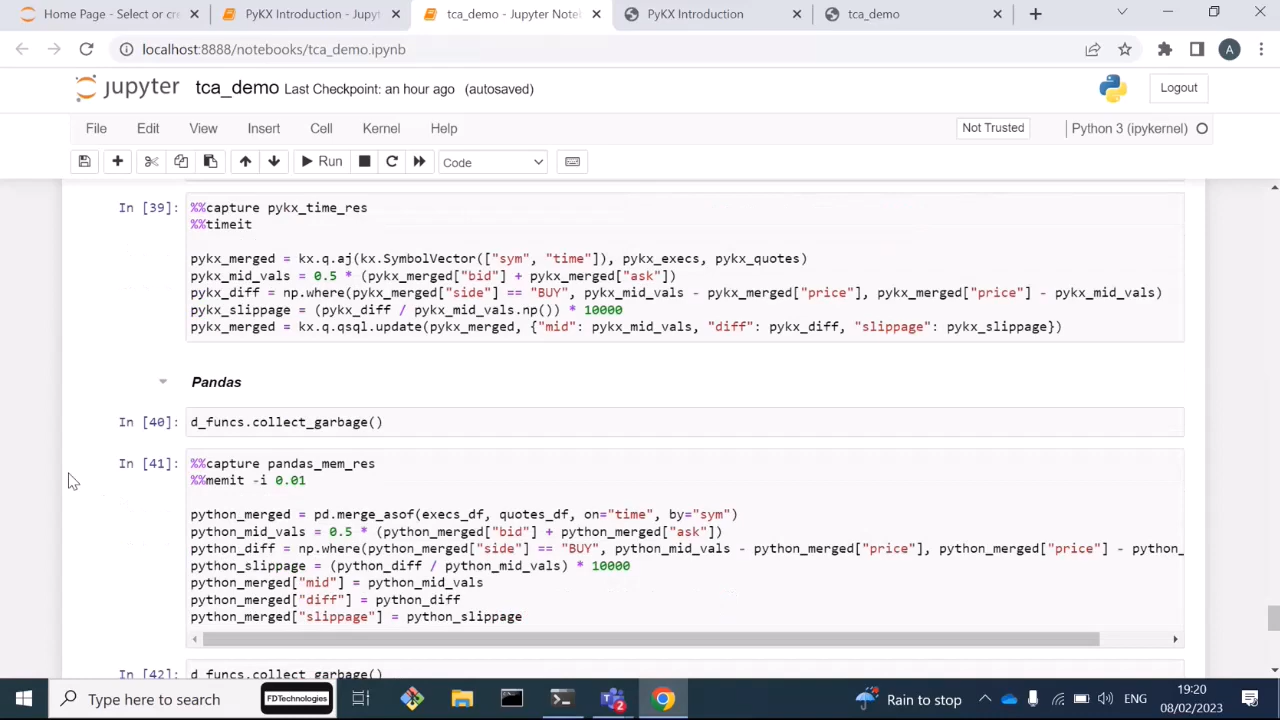 Home Page - Select or cre
PyKX Introduction - Jupyt
tca_demo - Jupyter Note
PyKX Introduction
tca_demo
localhost:8888/notebooks/tca_demo.ipynb
A
jupyter tca_demo Last Checkpoint: an hour ago (autosaved)
Logout
File Edit View Insert Cell Kernel Help
Not Trusted
Python 3 (ipykernel)
Run
Code
In [39]:
%%capture pykx_time_res
%%timeit
pykx_merged = kx.q.aj(kx.SymbolVector(["sym", "time"]), pykx_execs, pykx_quotes)
pykx_mid_vals = 0.5 * (pykx_merged["bid"] + pykx_merged["ask"])
pykx_diff = np.where(pykx_merged["side"] == "BUY", pykx_mid_vals - pykx_merged["price"], pykx_merged["price"] - pykx_mid_vals)
pykx_slippage = (pykx_diff / pykx_mid_vals.np()) * 10000
pykx_merged = kx.q.qsql.update(pykx_merged, {"mid": pykx_mid_vals, "diff": pykx_diff, "slippage": pykx_slippage})
Pandas
In [40]:
d_funcs.collect_garbage()
In [41]:
%%capture pandas_mem_res
%%memit -i 0.01
python_merged = pd.merge_asof(execs_df, quotes_df, on="time", by="sym")
python_mid_vals = 0.5 * (python_merged["bid"] + python_merged["ask"])
python_diff = np.where(python_merged["side"] == "BUY", python_mid_vals - python_merged["price"], python_merged["price"] - python_
python_slippage = (python_diff / python_mid_vals) * 10000
python_merged["mid"] = python_mid_vals
python_merged["diff"] = python_diff
python_merged["slippage"] = python_slippage
In [42]:
d_funcs.collect_garbage()
Type here to search
FDTechnologies
2
Rain to stop
ENG
19:20
08/02/2023